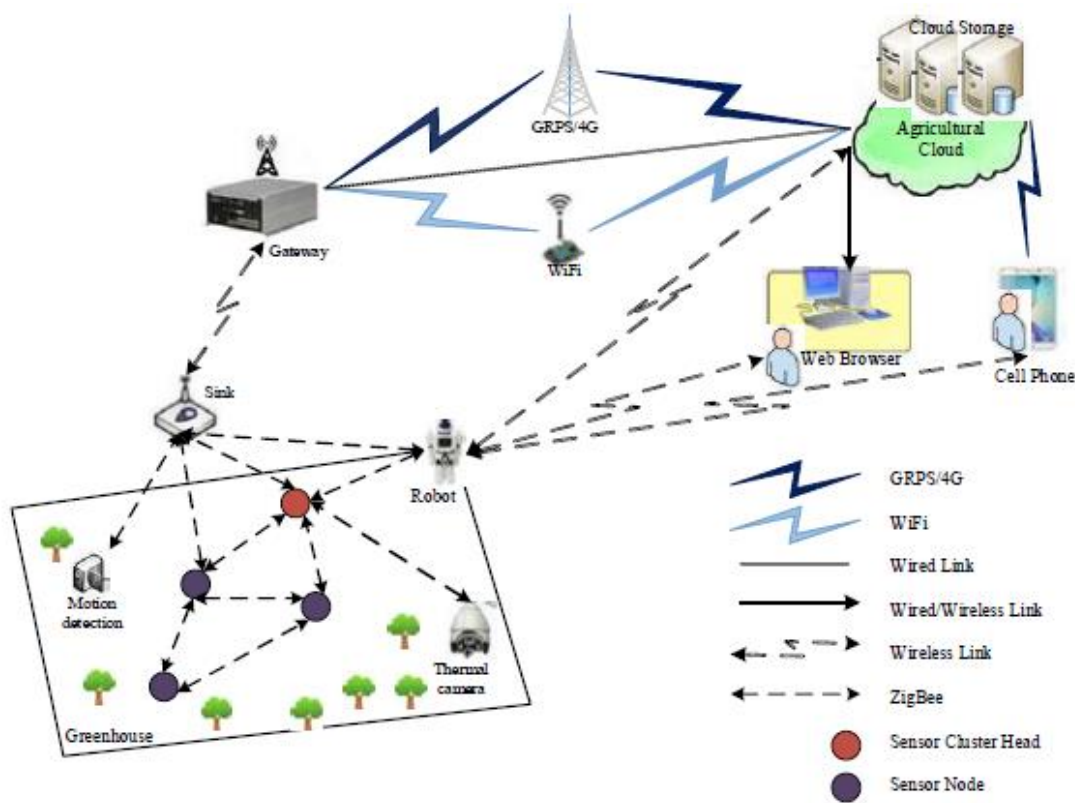 Cloud Storage
GRPS/4G
Agricultural
Cloud
Gateway
WiFi
Web Browser
Cell Phone
Sink
Robot
Motion
detection
Thermal
camera
Greenhouse
GRPS/4G
WiFi
Wired Link
Wired/Wireless Link
Wireless Link
ZigBee
Sensor Cluster Head
Sensor Node